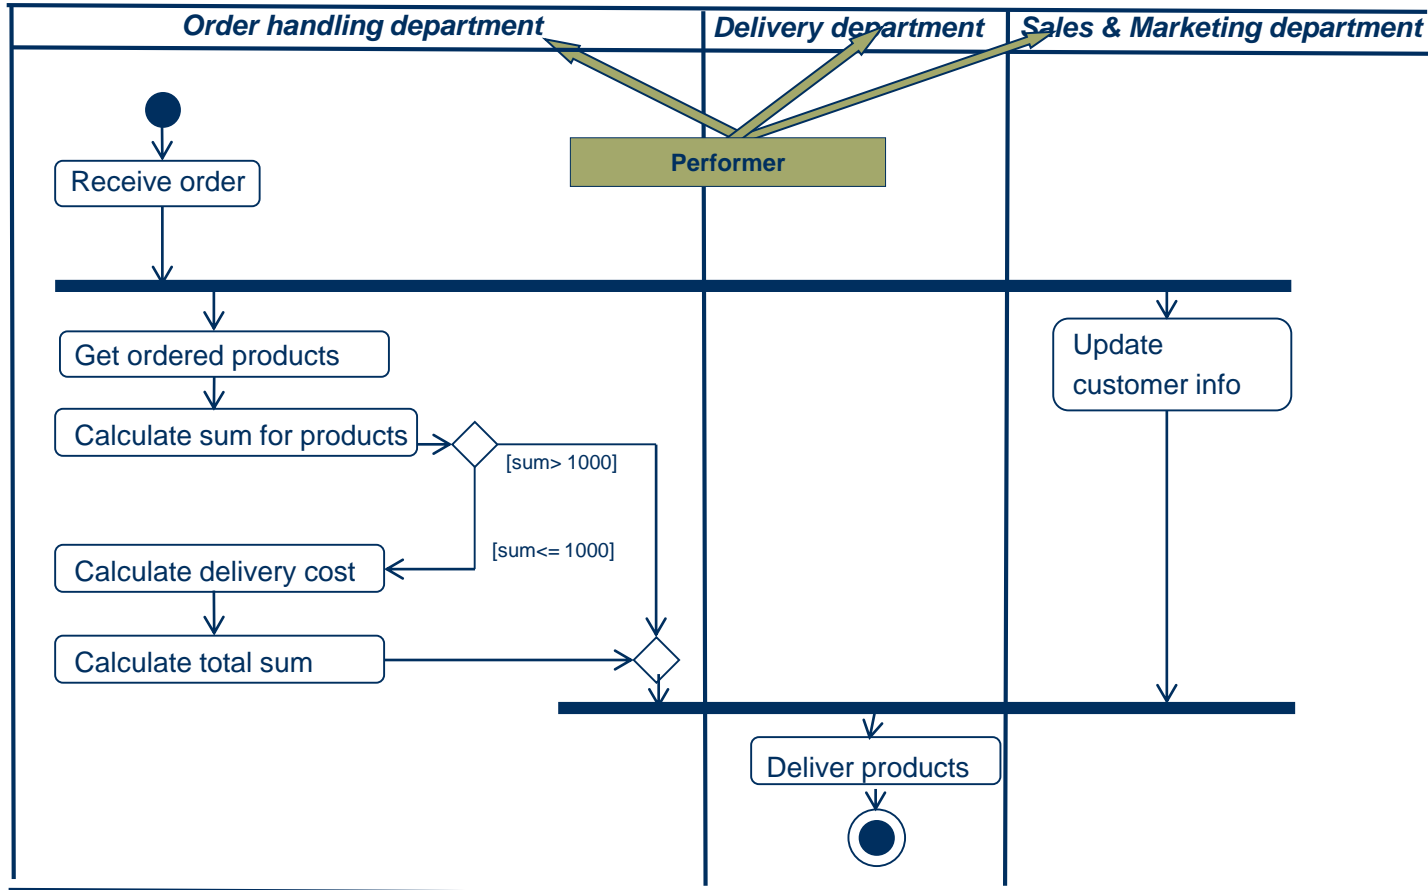 Order handling department
Delivery department
Sales & Marketing department
Performer
Receive order
Get ordered products
Update
customer info
Calculate sum for products
[sum> 1000]
[sum<= 1000]
Calculate delivery cost
Calculate total sum
Deliver products